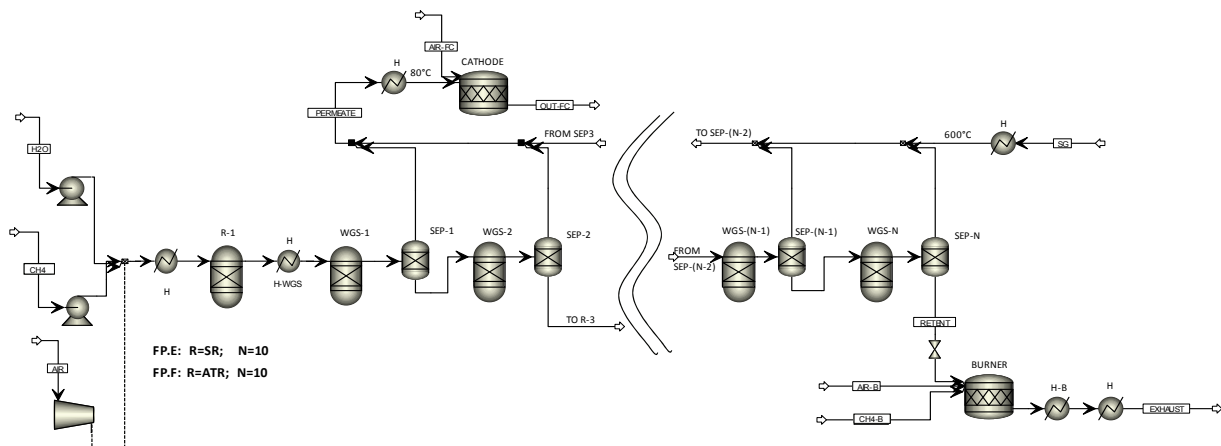 H
80°C
AIR-FC
CATHODE
OUT-FC
PERMEATE
FROM SEP3
TO SEP-(N-2)
600°C
H
SG
H2O
CH4
AIR
H
R-1
H
H-WGS
WGS-1
SEP-1
WGS-2
SEP-2
TO R-3
FROM
SEP-(N-2)
WGS-(N-1)
SEP-(N-1)
WGS-N
SEP-N
RETENT
FP.E: R=SR; N=10
FP.F: R=ATR; N=10
AIR-B
CH4-B
BURNER
H-B
H
EXHAUST